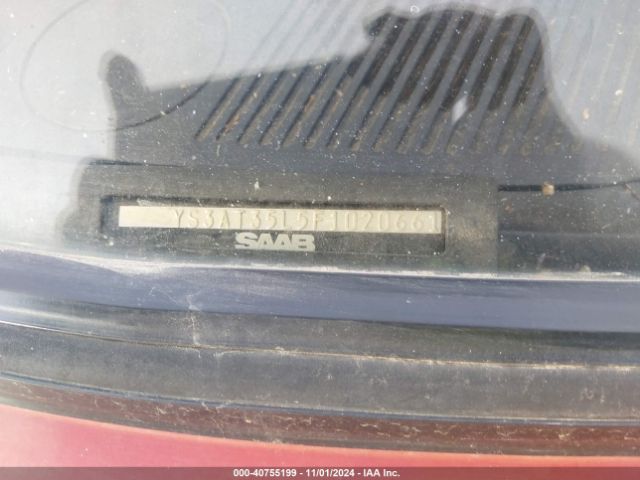 YS3AT35L5F1020661
SAAB
000-40755199 • 11/01/2024 • IAA Inc.